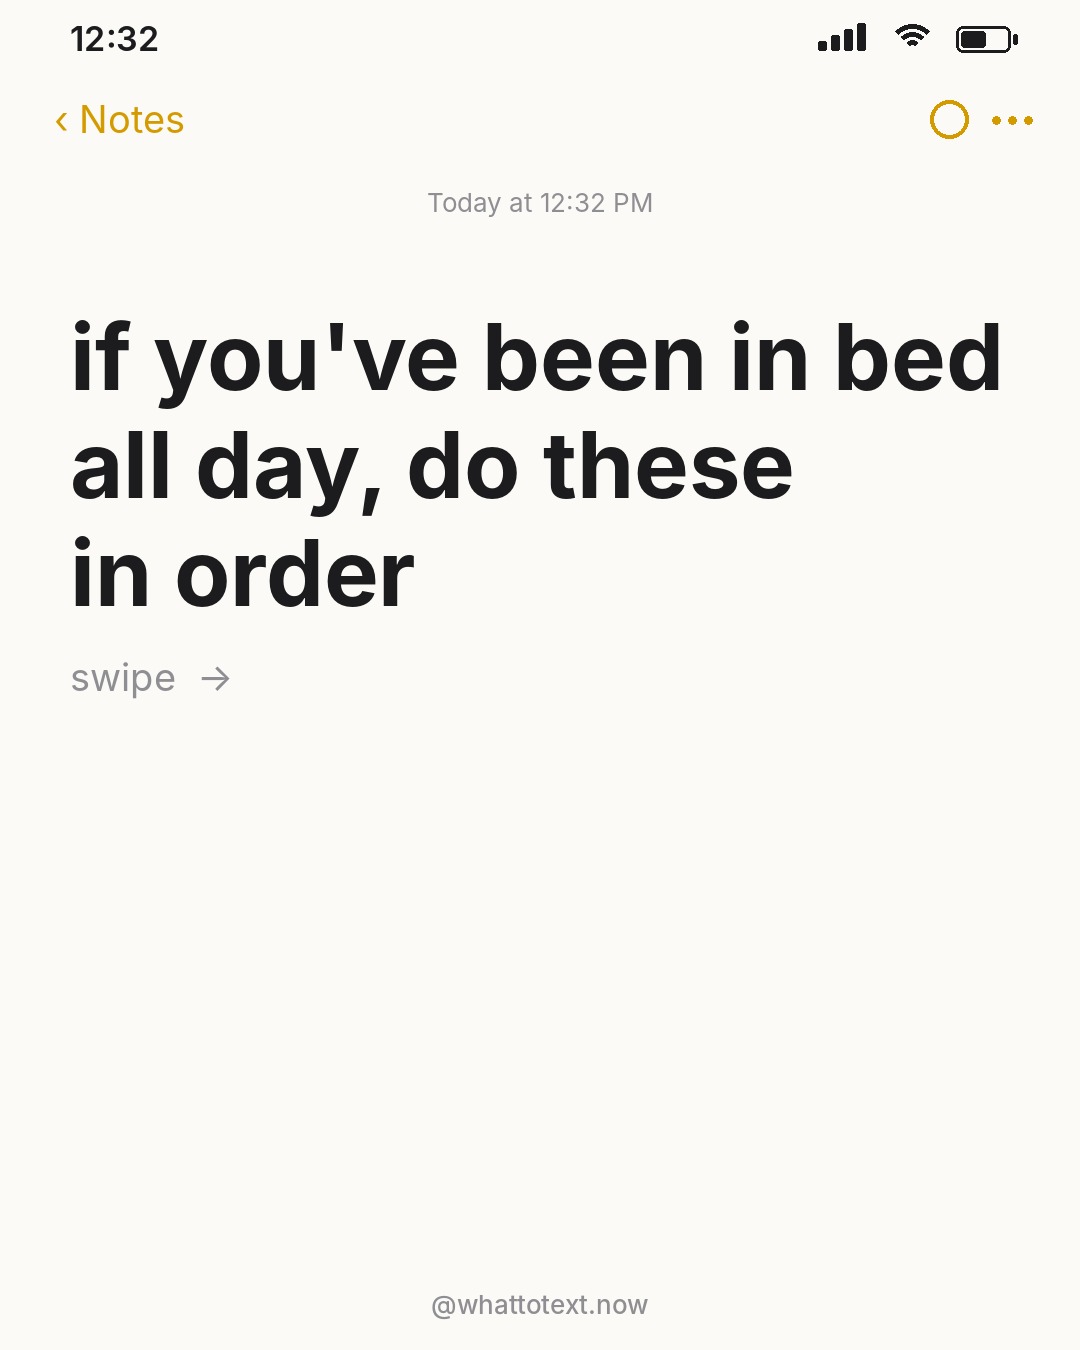 12:32
‹ Notes
Today at 12:32 PM
if you've been in bed
all day, do these
in order
swipe →
@whattotext.now